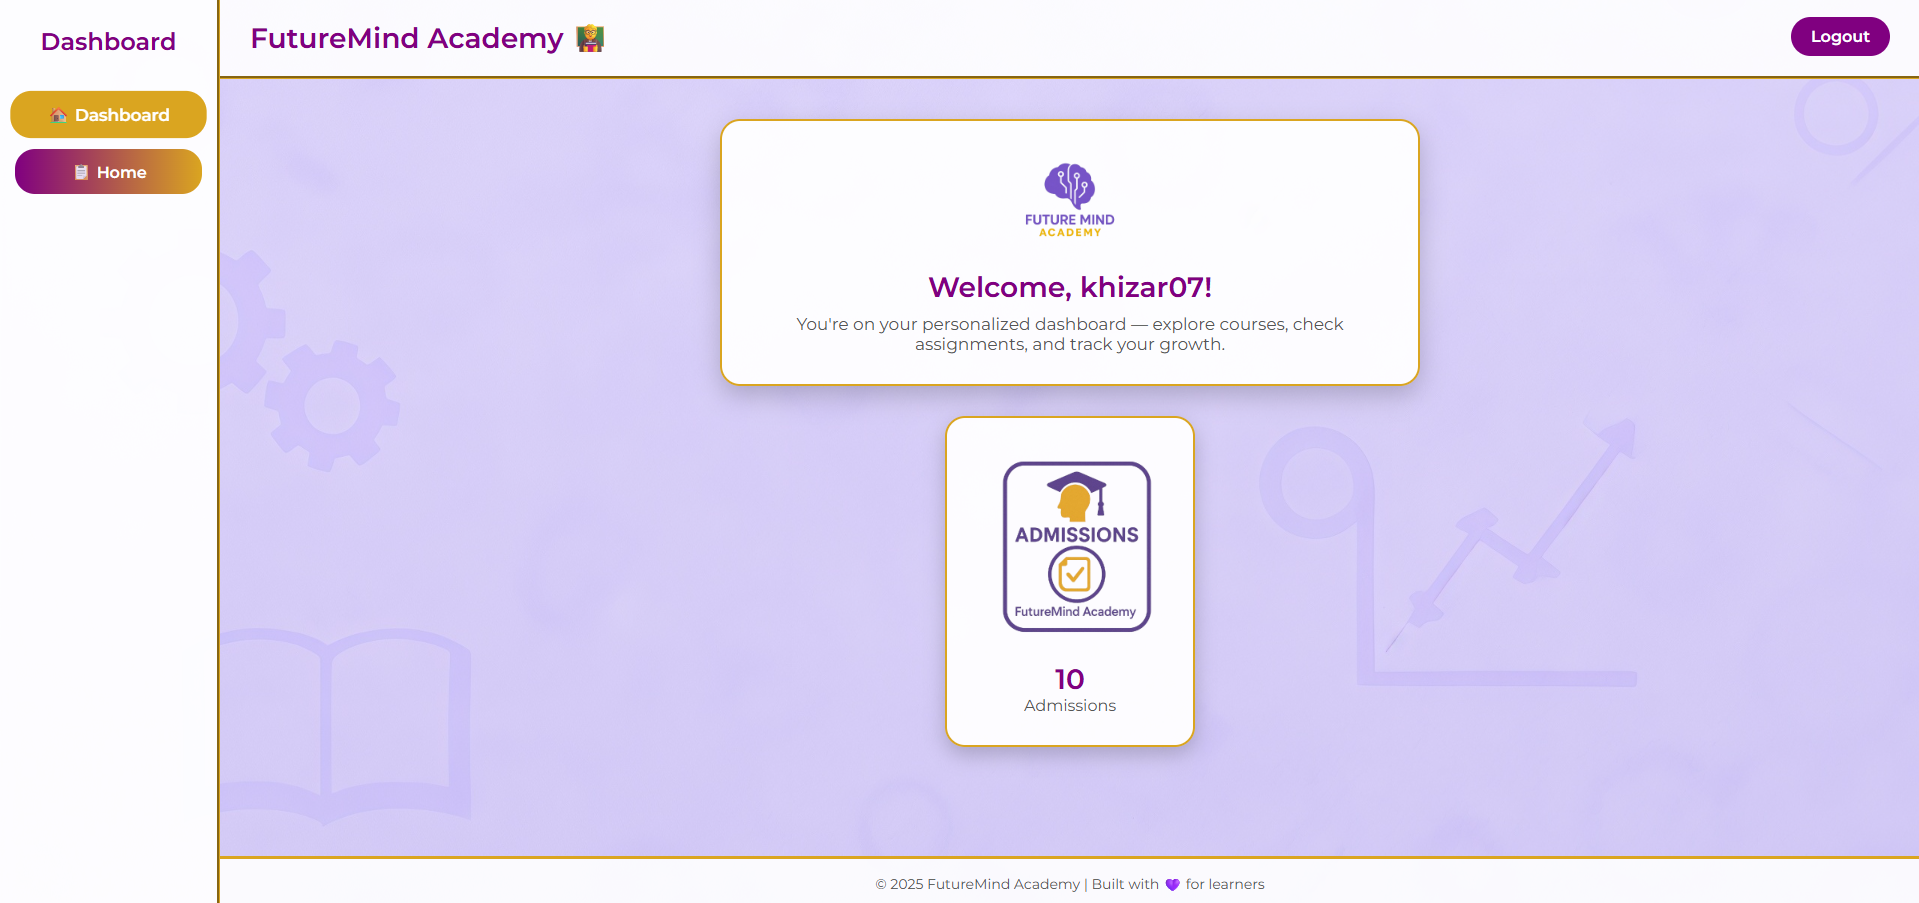 Dashboard
🏠 Dashboard
📋 Home
FutureMind Academy 👩‍🏫
Logout
FUTURE MIND
ACADEMY
Welcome, khizar07!
You're on your personalized dashboard — explore courses, check
assignments, and track your growth.
ADMISSIONS
FutureMind Academy
10
Admissions
© 2025 FutureMind Academy | Built with 💜 for learners